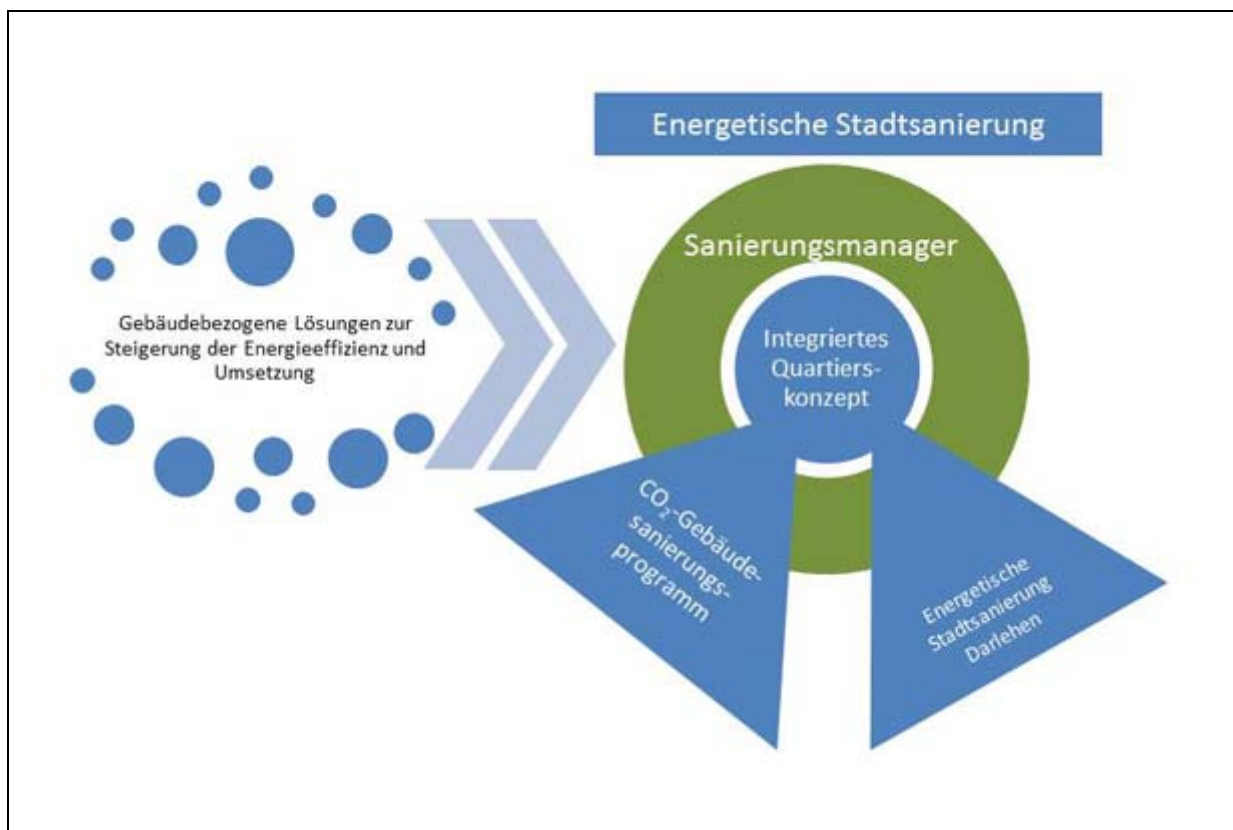 Energetische Stadtsanierung
Gebäudebezogene Lösungen zur
Steigerung der Energieeffizienz und
Umsetzung
Sanierungsmanager
Integriertes
Quartiers-
konzept
CO₂-Gebäude-
sanierungs-
programm
Energetische
Stadtsanierung
Darlehen